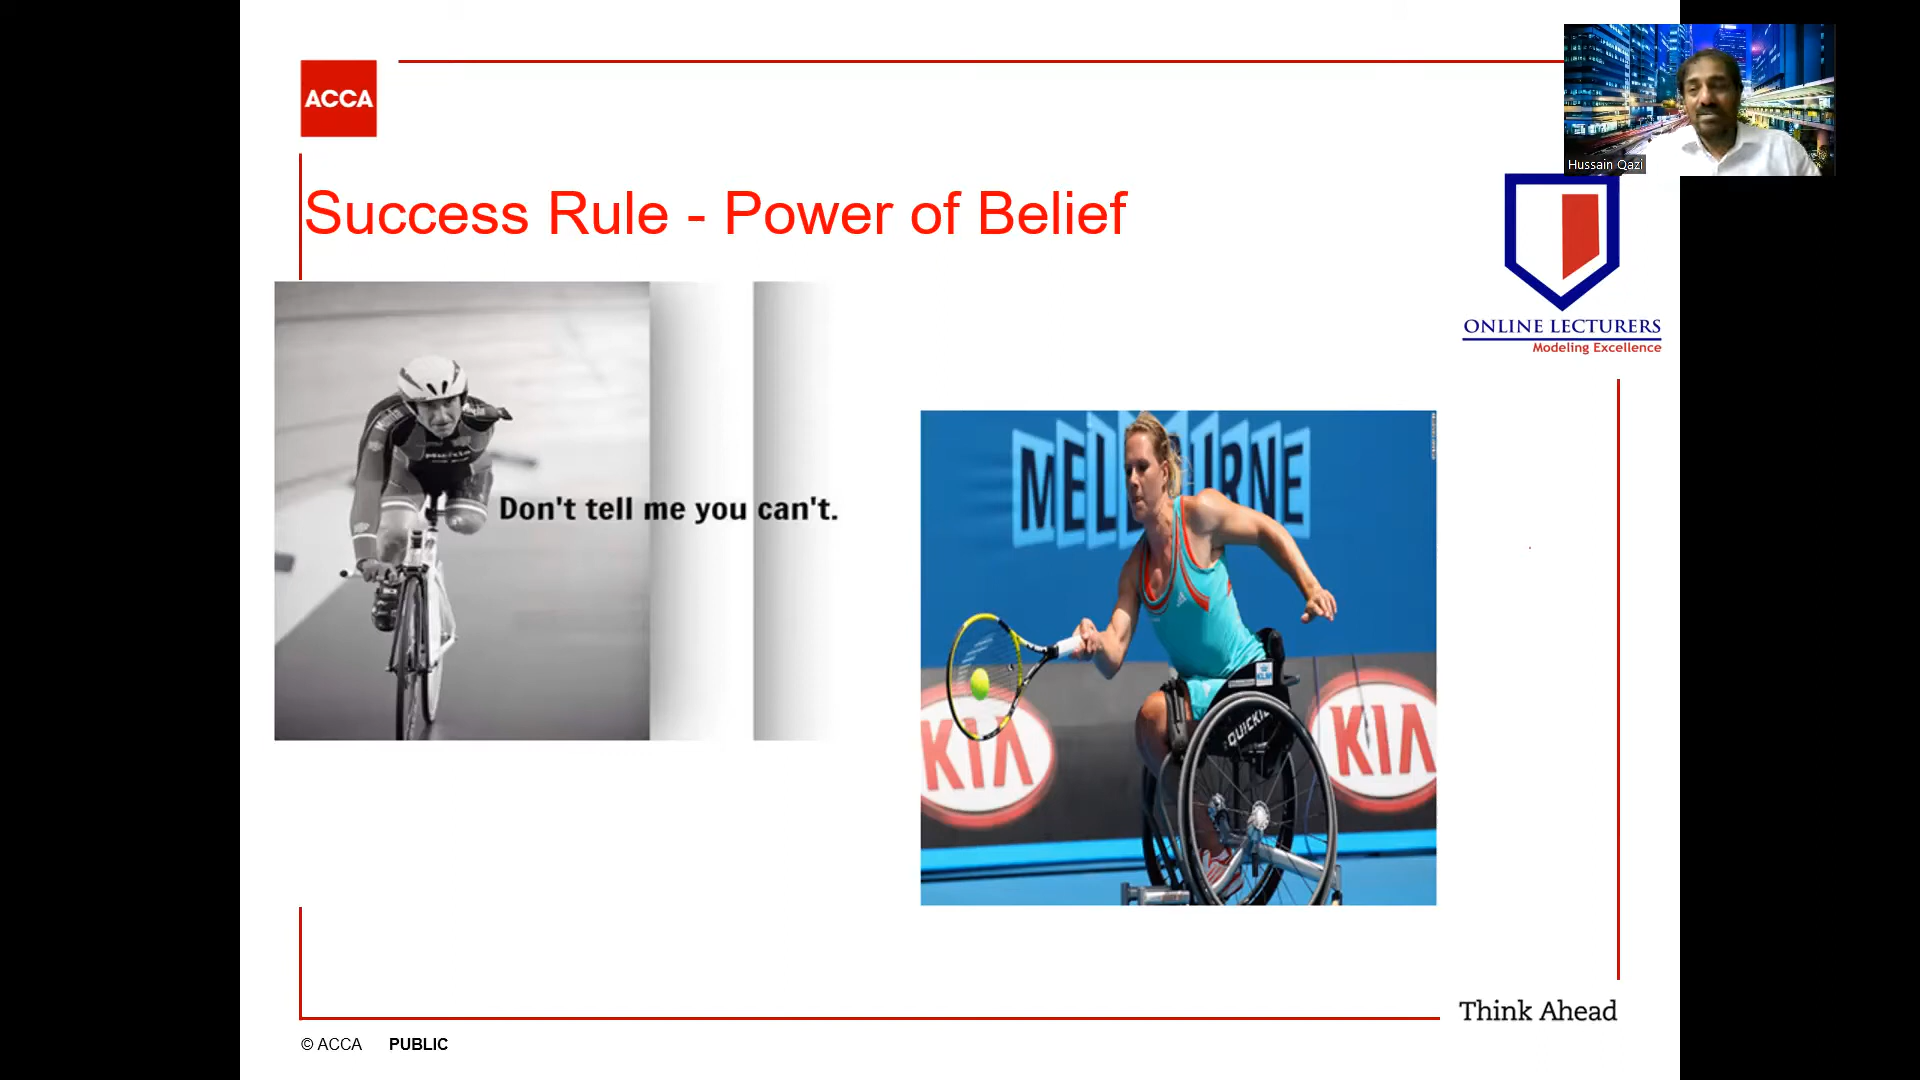 ACCA
Hussain Qazi
Success Rule - Power of Belief
ONLINE LECTURERS
Modeling Excellence
Don't tell me you can't.
MELBOURNE
KIA
KIA
QUICKIE
Think Ahead
© ACCA PUBLIC